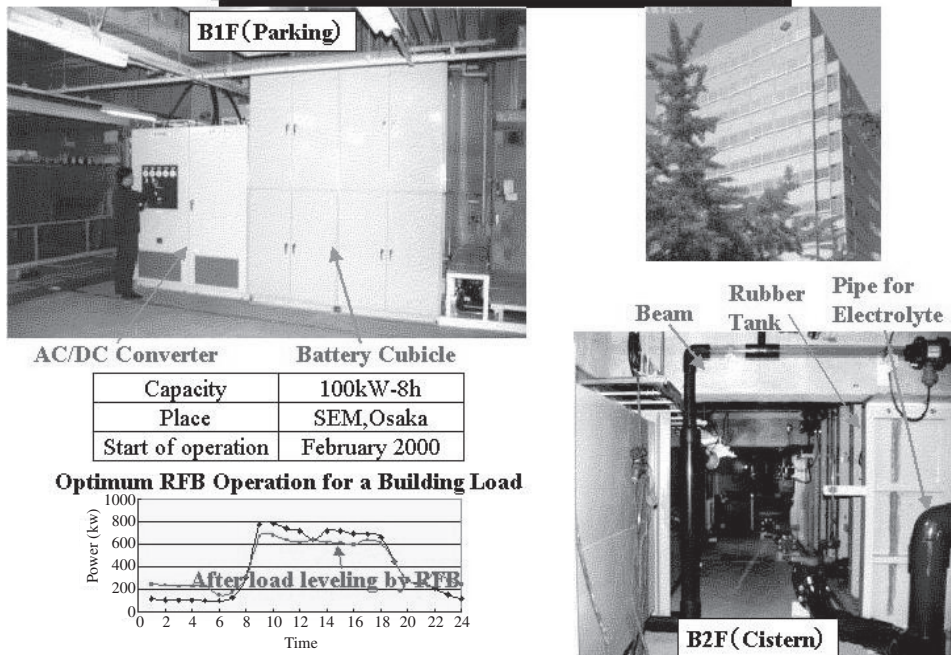 B1F(Parking)
AC/DC Converter
Battery Cubicle
Capacity 100kW-8h
Place SEM,Osaka
Start of operation February 2000
Optimum RFB Operation for a Building Load
Power (kw)
1000
800
600
400
200
0
After load leveling by RFB
0 2 4 6 8 10 12 14 16 18 20 22 24
Time
Beam
Rubber
Tank
Pipe for
Electrolyte
B2F(Cistern)